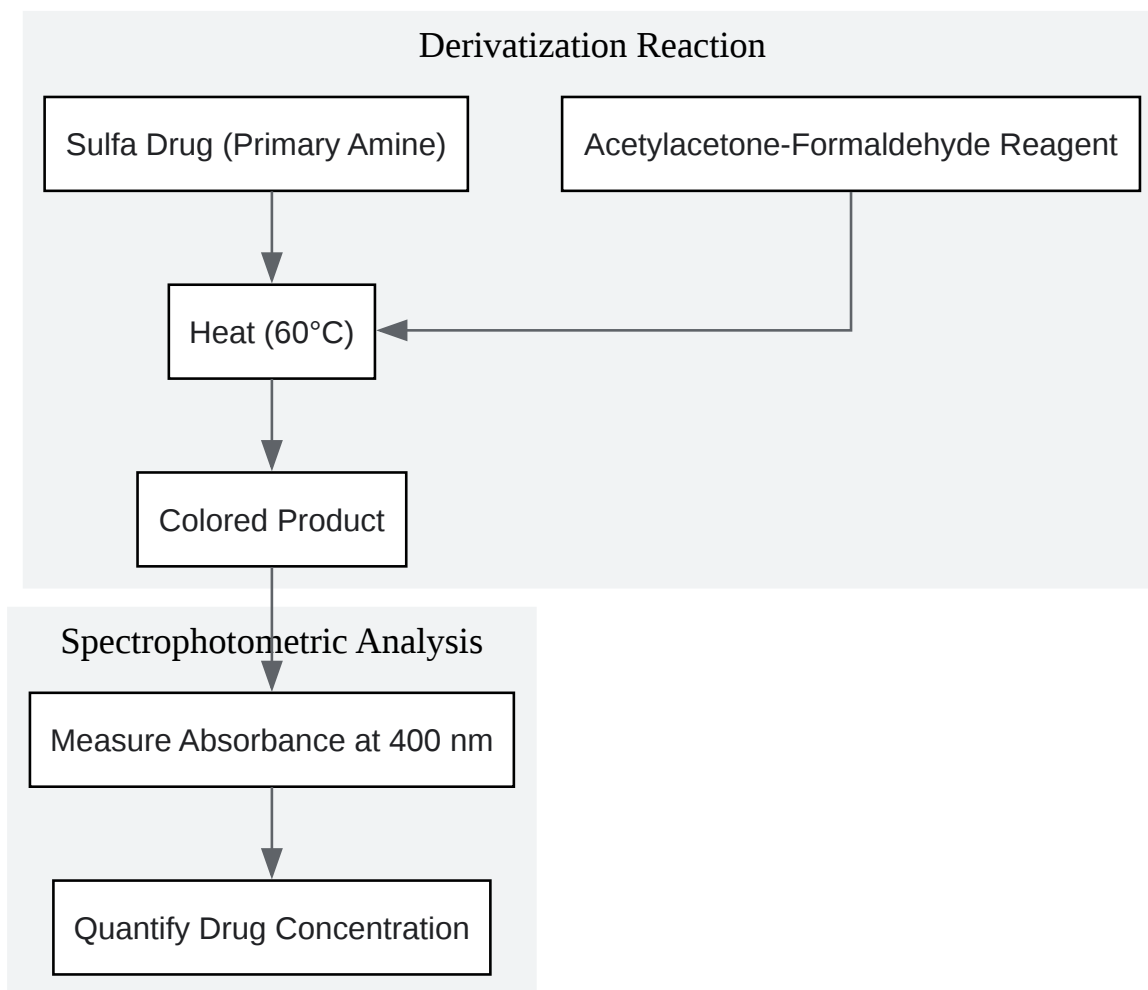 Derivatization Reaction
Sulfa Drug (Primary Amine)
Acetylacetone-Formaldehyde Reagent
Heat (60°C)
Colored Product
Spectrophotometric Analysis
Measure Absorbance at 400 nm
Quantify Drug Concentration